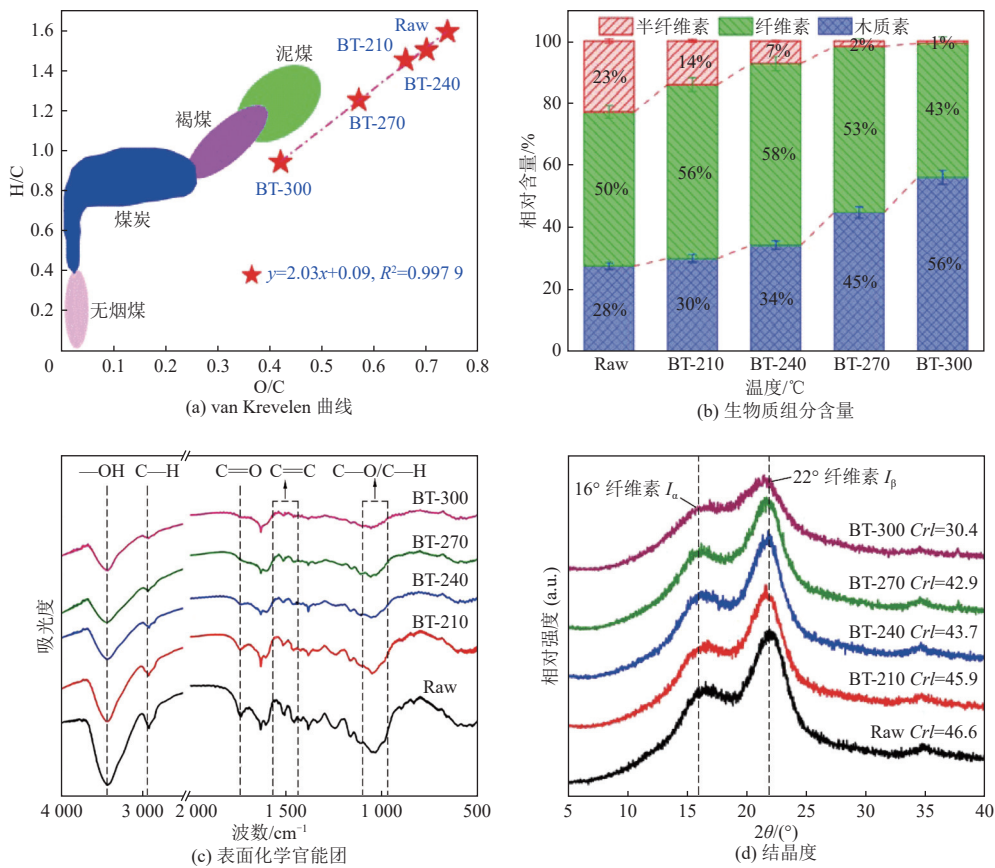 1.6
1.4
1.2
1.0
0.8
0.6
0.4
0.2
H/C
Raw
BT-210
BT-240
BT-270
BT-300
泥煤
褐煤
煤炭
无烟煤
y=2.03x+0.09, R²=0.997 9
0 0.1 0.2 0.3 0.4 0.5 0.6 0.7 0.8
O/C
(a) van Krevelen 曲线
半纤维素 纤维素 木质素
100
80
60
40
20
0
相对含量/%
23% 14% 7% 2% 1%
50% 56% 58% 53% 43%
28% 30% 34% 45% 56%
Raw BT-210 BT-240 BT-270 BT-300
温度/℃
(b) 生物质组分含量
—OH C—H C=O C=C C—O/C—H
BT-300
BT-270
BT-240
BT-210
Raw
吸光度
4 000 3 000 2 000 1 500 1 000 500
波数/cm⁻¹
(c) 表面化学官能团
16° 纤维素 Iα
22° 纤维素 Iβ
BT-300 CrI=30.4
BT-270 CrI=42.9
BT-240 CrI=43.7
BT-210 CrI=45.9
Raw CrI=46.6
相对强度 (a.u.)
5 10 15 20 25 30 35 40
2θ/(°)
(d) 结晶度